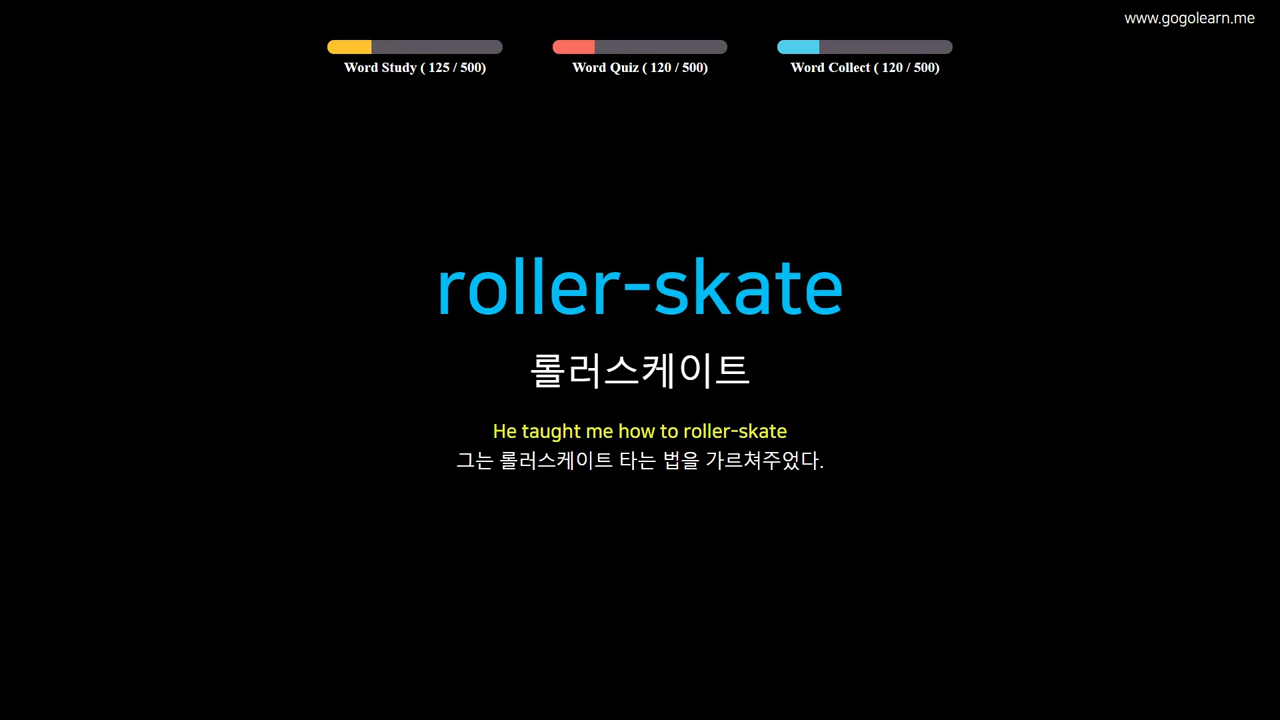 www.gogolearn.me
Word Study ( 125 / 500)
Word Quiz ( 120 / 500)
Word Collect ( 120 / 500)
roller-skate
롤러스케이트
He taught me how to roller-skate
그는 롤러스케이트 타는 법을 가르쳐주었다.